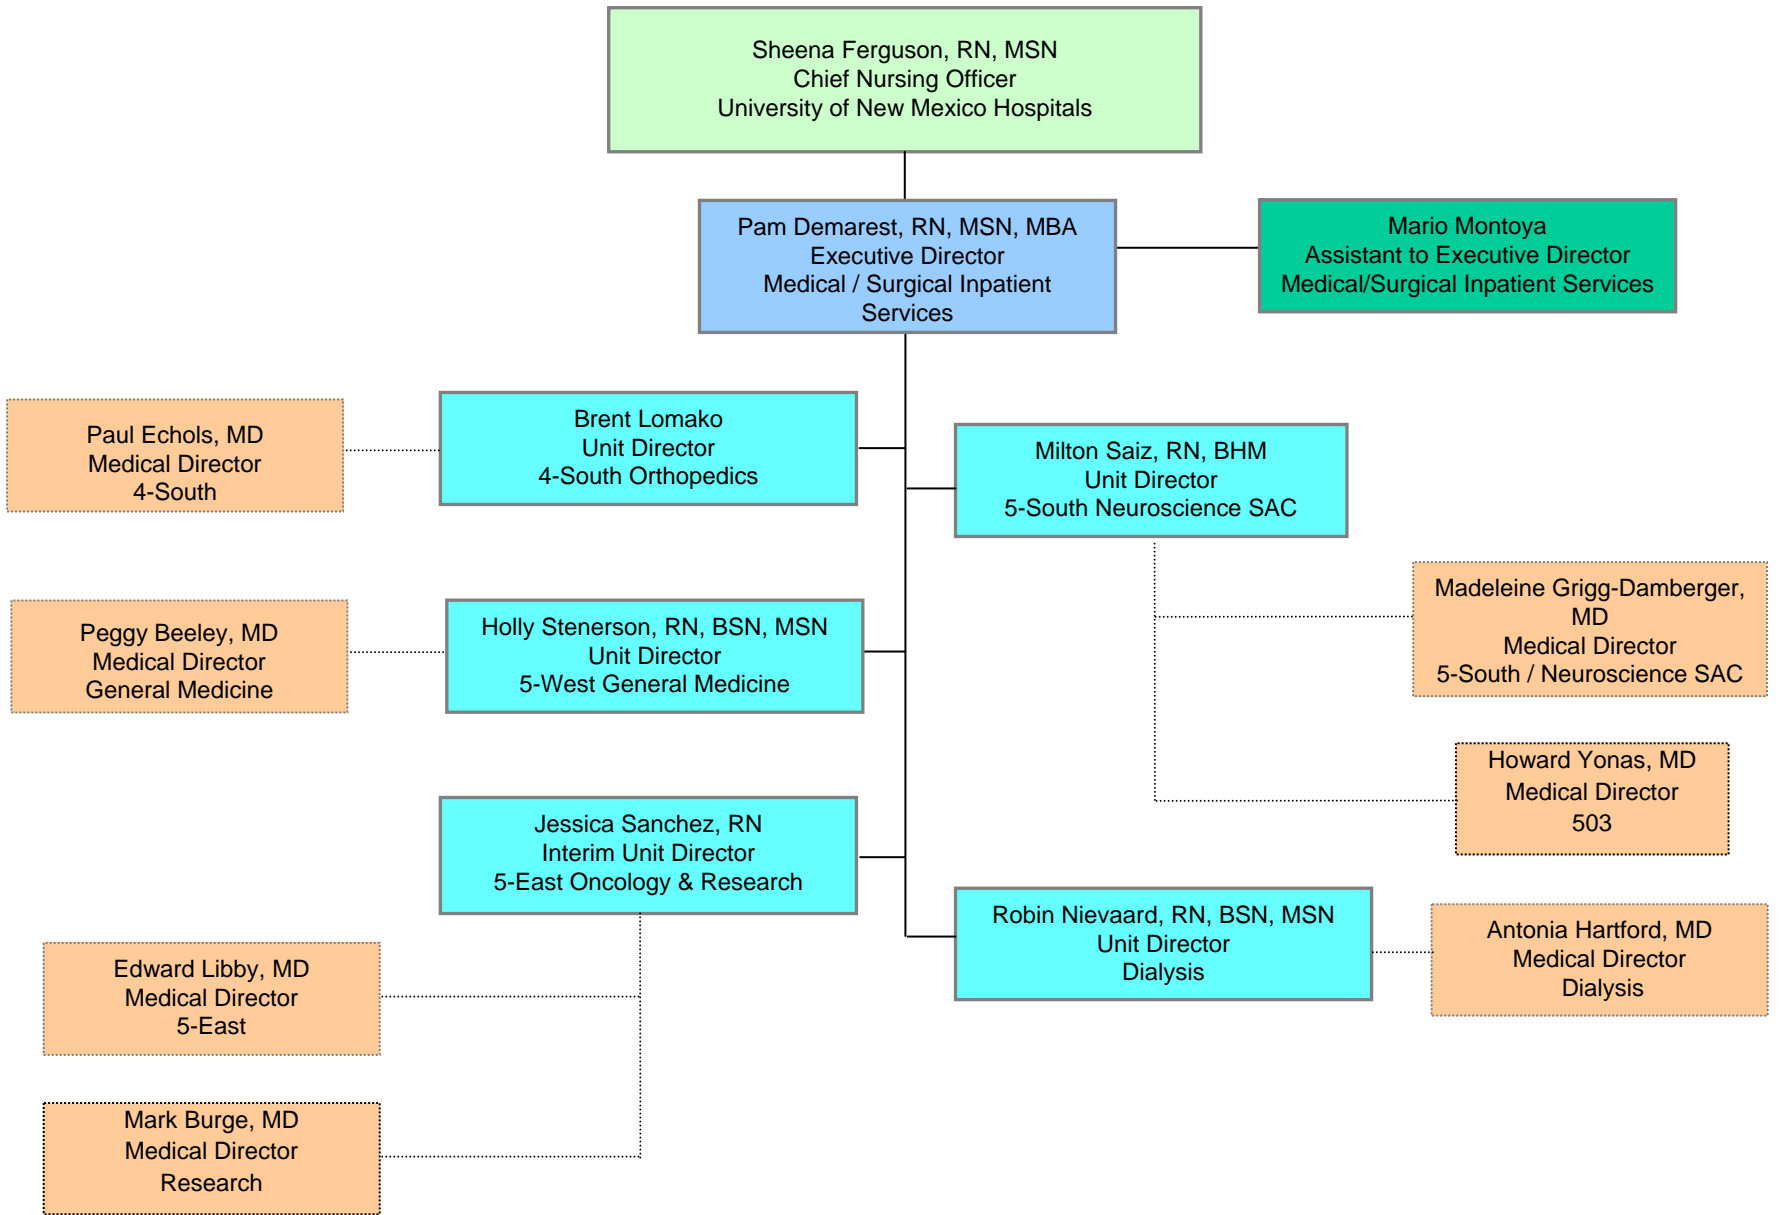 Sheena Ferguson, RN, MSN
Chief Nursing Officer
University of New Mexico Hospitals
Pam Demarest, RN, MSN, MBA
Executive Director
Medical / Surgical Inpatient
Services
Mario Montoya
Assistant to Executive Director
Medical/Surgical Inpatient Services
Paul Echols, MD
Medical Director
4-South
Brent Lomako
Unit Director
4-South Orthopedics
Milton Saiz, RN, BHM
Unit Director
5-South Neuroscience SAC
Madeleine Grigg-Damberger,
MD
Medical Director
5-South / Neuroscience SAC
Peggy Beeley, MD
Medical Director
General Medicine
Holly Stenerson, RN, BSN, MSN
Unit Director
5-West General Medicine
Howard Yonas, MD
Medical Director
503
Jessica Sanchez, RN
Interim Unit Director
5-East Oncology & Research
Robin Nievaard, RN, BSN, MSN
Unit Director
Dialysis
Antonia Hartford, MD
Medical Director
Dialysis
Edward Libby, MD
Medical Director
5-East
Mark Burge, MD
Medical Director
Research